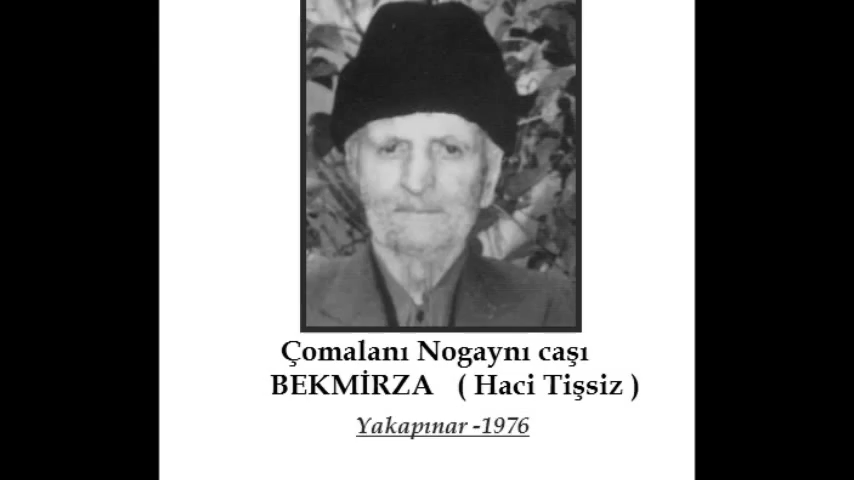 Çomalanı Nogaynı caşı
BEKMİRZA ( Haci Tişsiz )
Yakapınar -1976